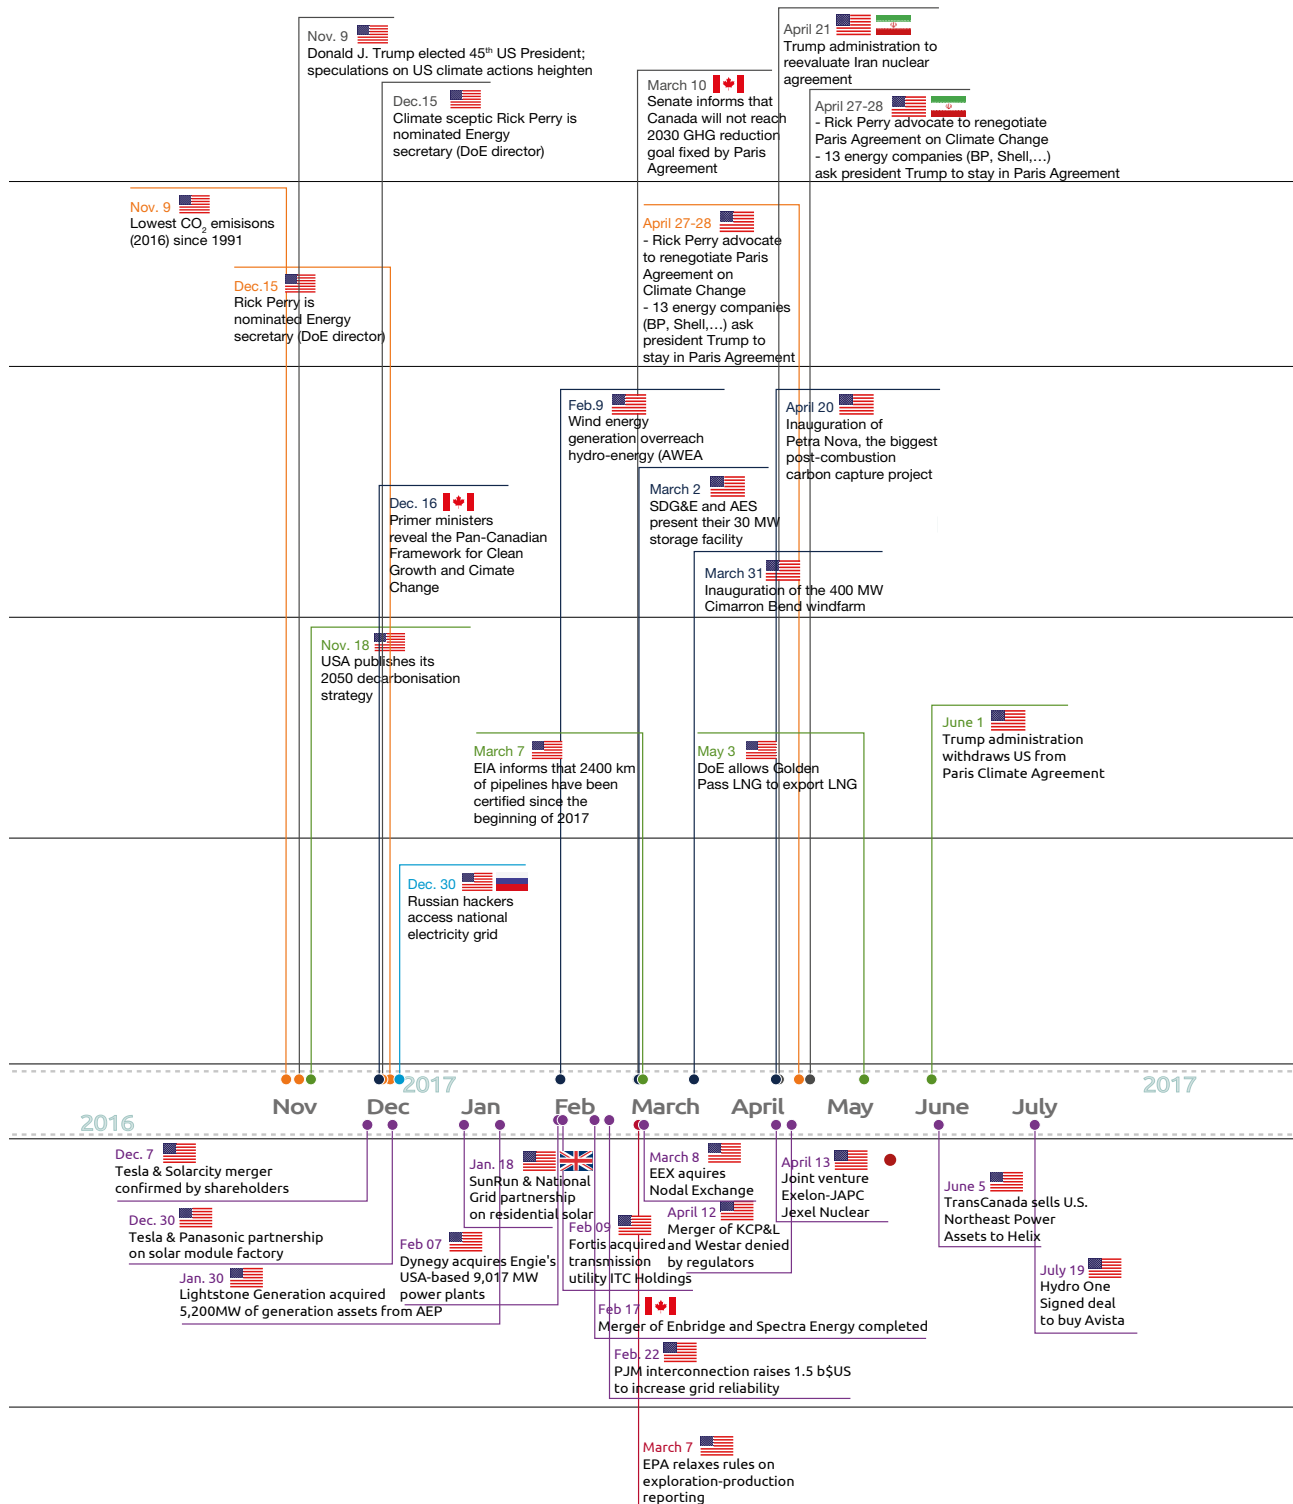 Nov. 9
Donald J. Trump elected 45th US President;
speculations on US climate actions heighten
Dec.15
Climate sceptic Rick Perry is
nominated Energy
secretary (DoE director)
March 10
Senate informs that
Canada will not reach
2030 GHG reduction
goal fixed by Paris
Agreement
April 21
Trump administration to
reevaluate Iran nuclear
agreement
April 27-28
- Rick Perry advocate to renegotiate
Paris Agreement on Climate Change
- 13 energy companies (BP, Shell,…)
ask president Trump to stay in Paris Agreement
Nov. 9
Lowest CO2 emisisons
(2016) since 1991
Dec.15
Rick Perry is
nominated Energy
secretary (DoE director)
April 27-28
- Rick Perry advocate
to renegotiate Paris
Agreement on
Climate Change
- 13 energy companies
(BP, Shell,…) ask
president Trump to
stay in Paris Agreement
Dec. 16
Primer ministers
reveal the Pan-Canadian
Framework for Clean
Growth and Cimate
Change
Feb.9
Wind energy
generation overreach
hydro-energy (AWEA
March 2
SDG&E and AES
present their 30 MW
storage facility
March 31
Inauguration of the 400 MW
Cimarron Bend windfarm
April 20
Inauguration of
Petra Nova, the biggest
post-combustion
carbon capture project
Nov. 18
USA publishes its
2050 decarbonisation
strategy
March 7
EIA informs that 2400 km
of pipelines have been
certified since the
beginning of 2017
May 3
DoE allows Golden
Pass LNG to export LNG
June 1
Trump administration
withdraws US from
Paris Climate Agreement
Dec. 30
Russian hackers
access national
electricity grid
2017
2017
Nov Dec Jan Feb March April May June July
2016
Dec. 7
Tesla & Solarcity merger
confirmed by shareholders
Dec. 30
Tesla & Panasonic partnership
on solar module factory
Jan. 30
Lightstone Generation acquired
5,200MW of generation assets from AEP
Jan. 18
SunRun & National
Grid partnership
on residential solar
Feb 07
Dynegy acquires Engie's
USA-based 9,017 MW
power plants
Feb 09
Fortis acquired
transmission
utility ITC Holdings
Feb 17
Merger of Enbridge and Spectra Energy completed
Feb. 22
PJM interconnection raises 1.5 b$US
to increase grid reliability
March 8
EEX aquires
Nodal Exchange
April 12
Merger of KCP&L
and Westar denied
by regulators
April 13
Joint venture
Exelon-JAPC
Jexel Nuclear
June 5
TransCanada sells U.S.
Northeast Power
Assets to Helix
July 19
Hydro One
Signed deal
to buy Avista
March 7
EPA relaxes rules on
exploration-production
reporting